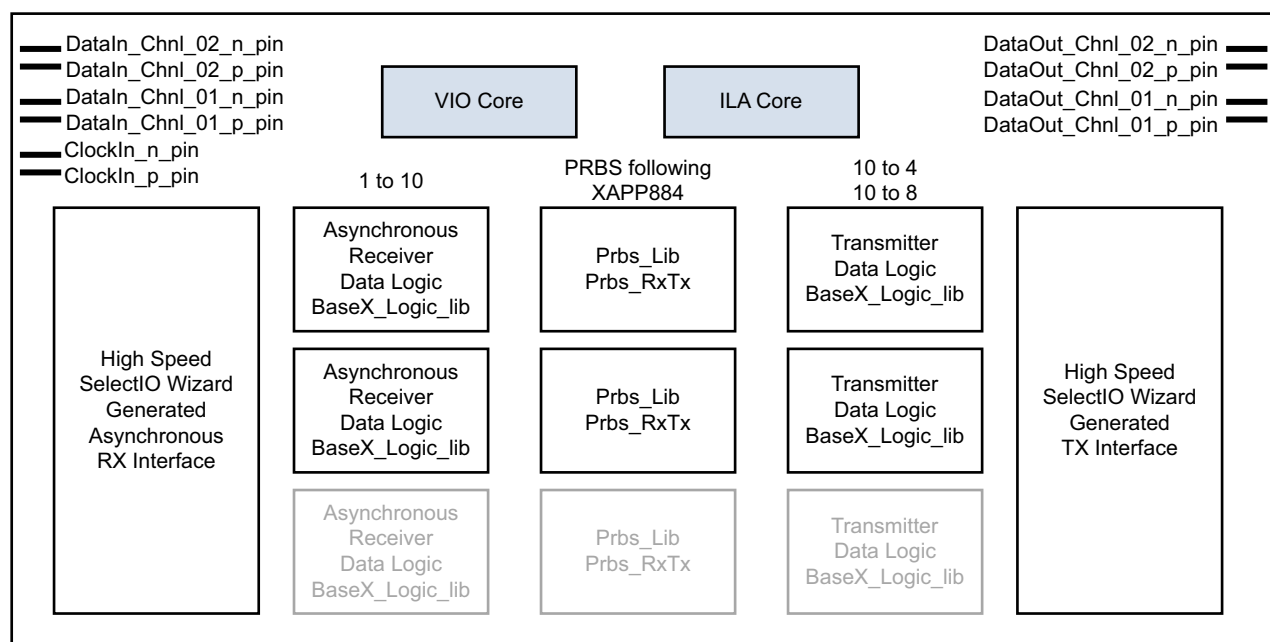 DataIn_Chnl_02_n_pin
DataIn_Chnl_02_p_pin
DataIn_Chnl_01_n_pin
DataIn_Chnl_01_p_pin
ClockIn_n_pin
ClockIn_p_pin
VIO Core
ILA Core
DataOut_Chnl_02_n_pin
DataOut_Chnl_02_p_pin
DataOut_Chnl_01_n_pin
DataOut_Chnl_01_p_pin
1 to 10
PRBS following
XAPP884
10 to 4
10 to 8
High Speed
SelectIO Wizard
Generated
Asynchronous
RX Interface
Asynchronous
Receiver
Data Logic
BaseX_Logic_lib
Prbs_Lib
Prbs_RxTx
Transmitter
Data Logic
BaseX_Logic_lib
Asynchronous
Receiver
Data Logic
BaseX_Logic_lib
Prbs_Lib
Prbs_RxTx
Transmitter
Data Logic
BaseX_Logic_lib
Asynchronous
Receiver
Data Logic
BaseX_Logic_lib
Prbs_Lib
Prbs_RxTx
Transmitter
Data Logic
BaseX_Logic_lib
High Speed
SelectIO Wizard
Generated
TX Interface